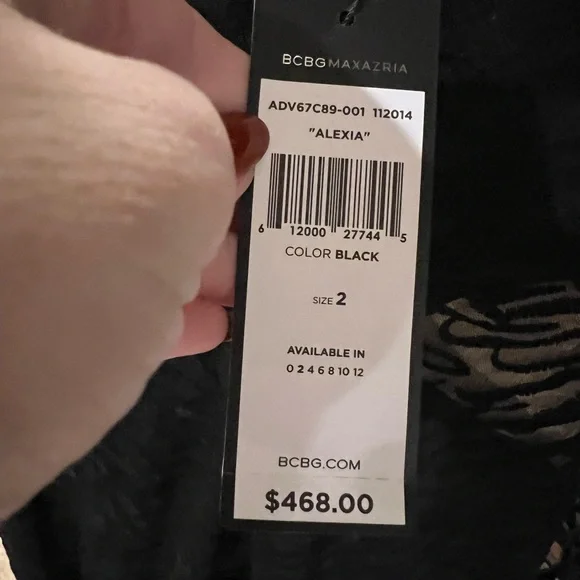 BCBGMAXAZRIA
ADV67C89-001 112014
"ALEXIA"
6 12000 27744 5
COLOR BLACK
SIZE 2
AVAILABLE IN
0 2 4 6 8 10 12
BCBG.COM
$468.00